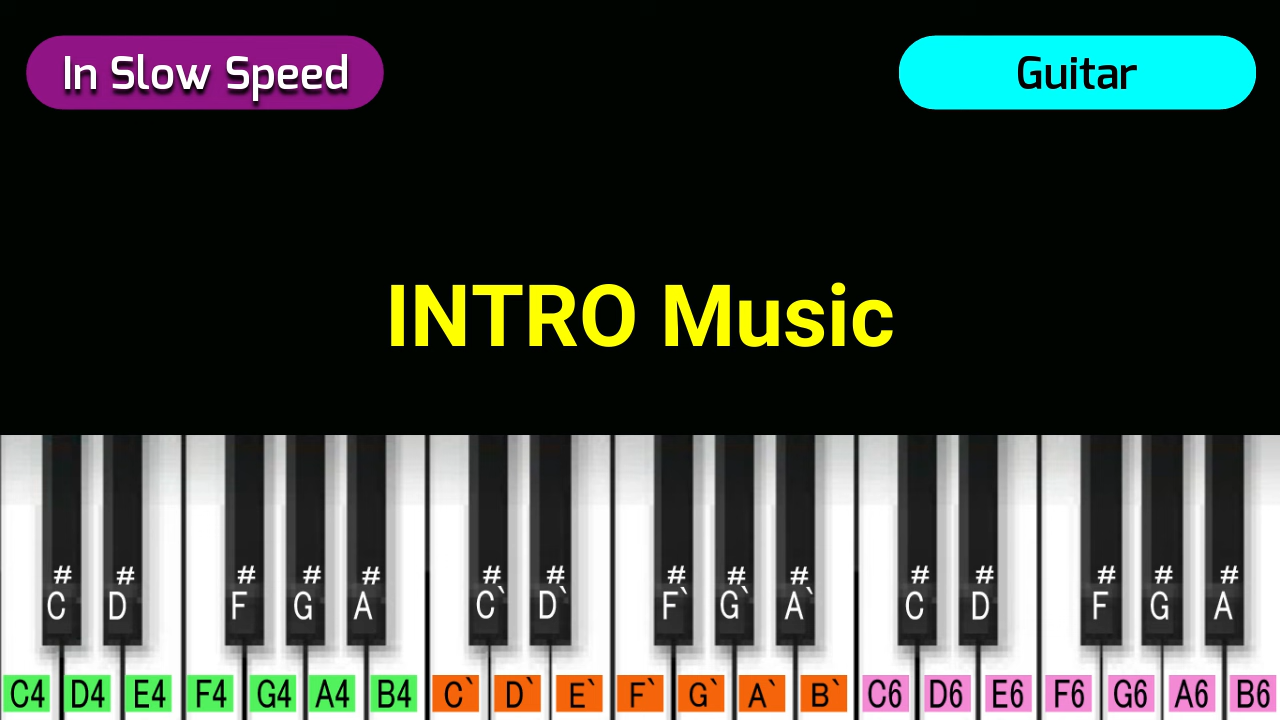 In Slow Speed
Guitar
INTRO Music
# # # # # # # # # # # # # # #
C D F G A C` D` F` G` A` C D F G A
C4 D4 E4 F4 G4 A4 B4 C` D` E` F` G` A` B` C6 D6 E6 F6 G6 A6 B6